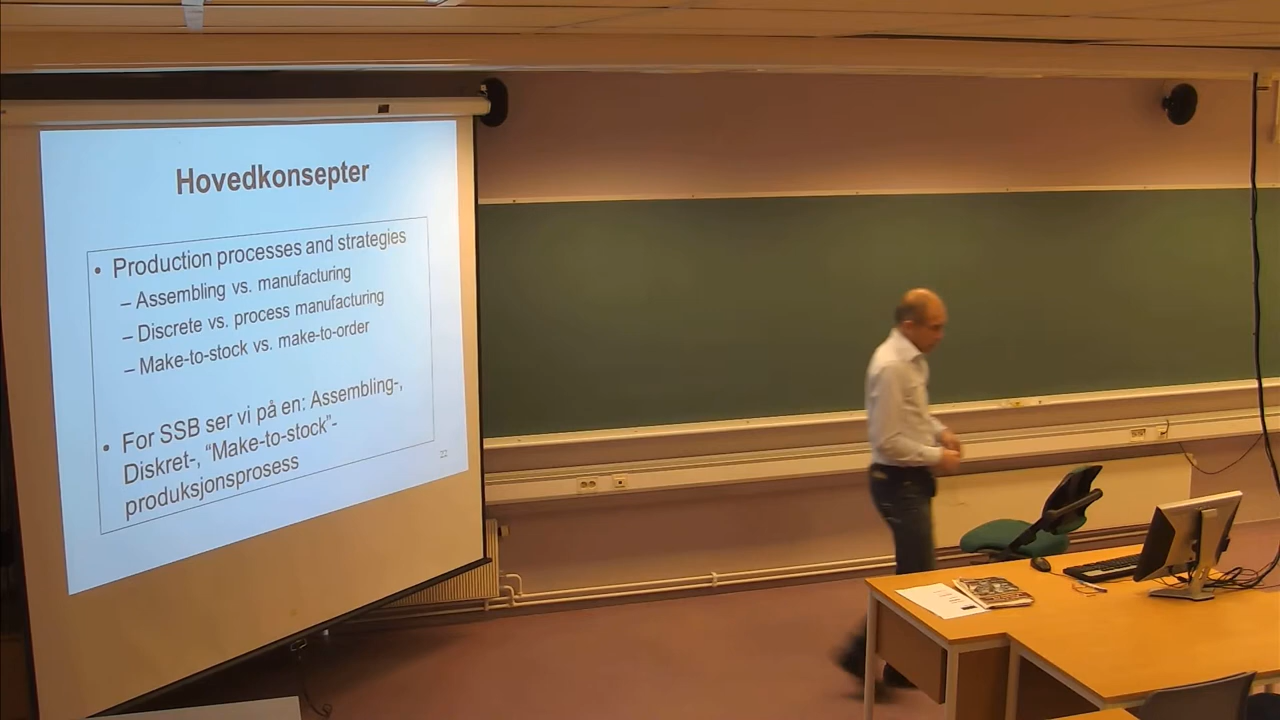 Hovedkonsepter
• Production processes and strategies
– Assembling vs. manufacturing
– Discrete vs. process manufacturing
– Make-to-stock vs. make-to-order
• For SSB ser vi på en: Assembling-,
Diskret-, “Make-to-stock”-
produksjonsprosess
22